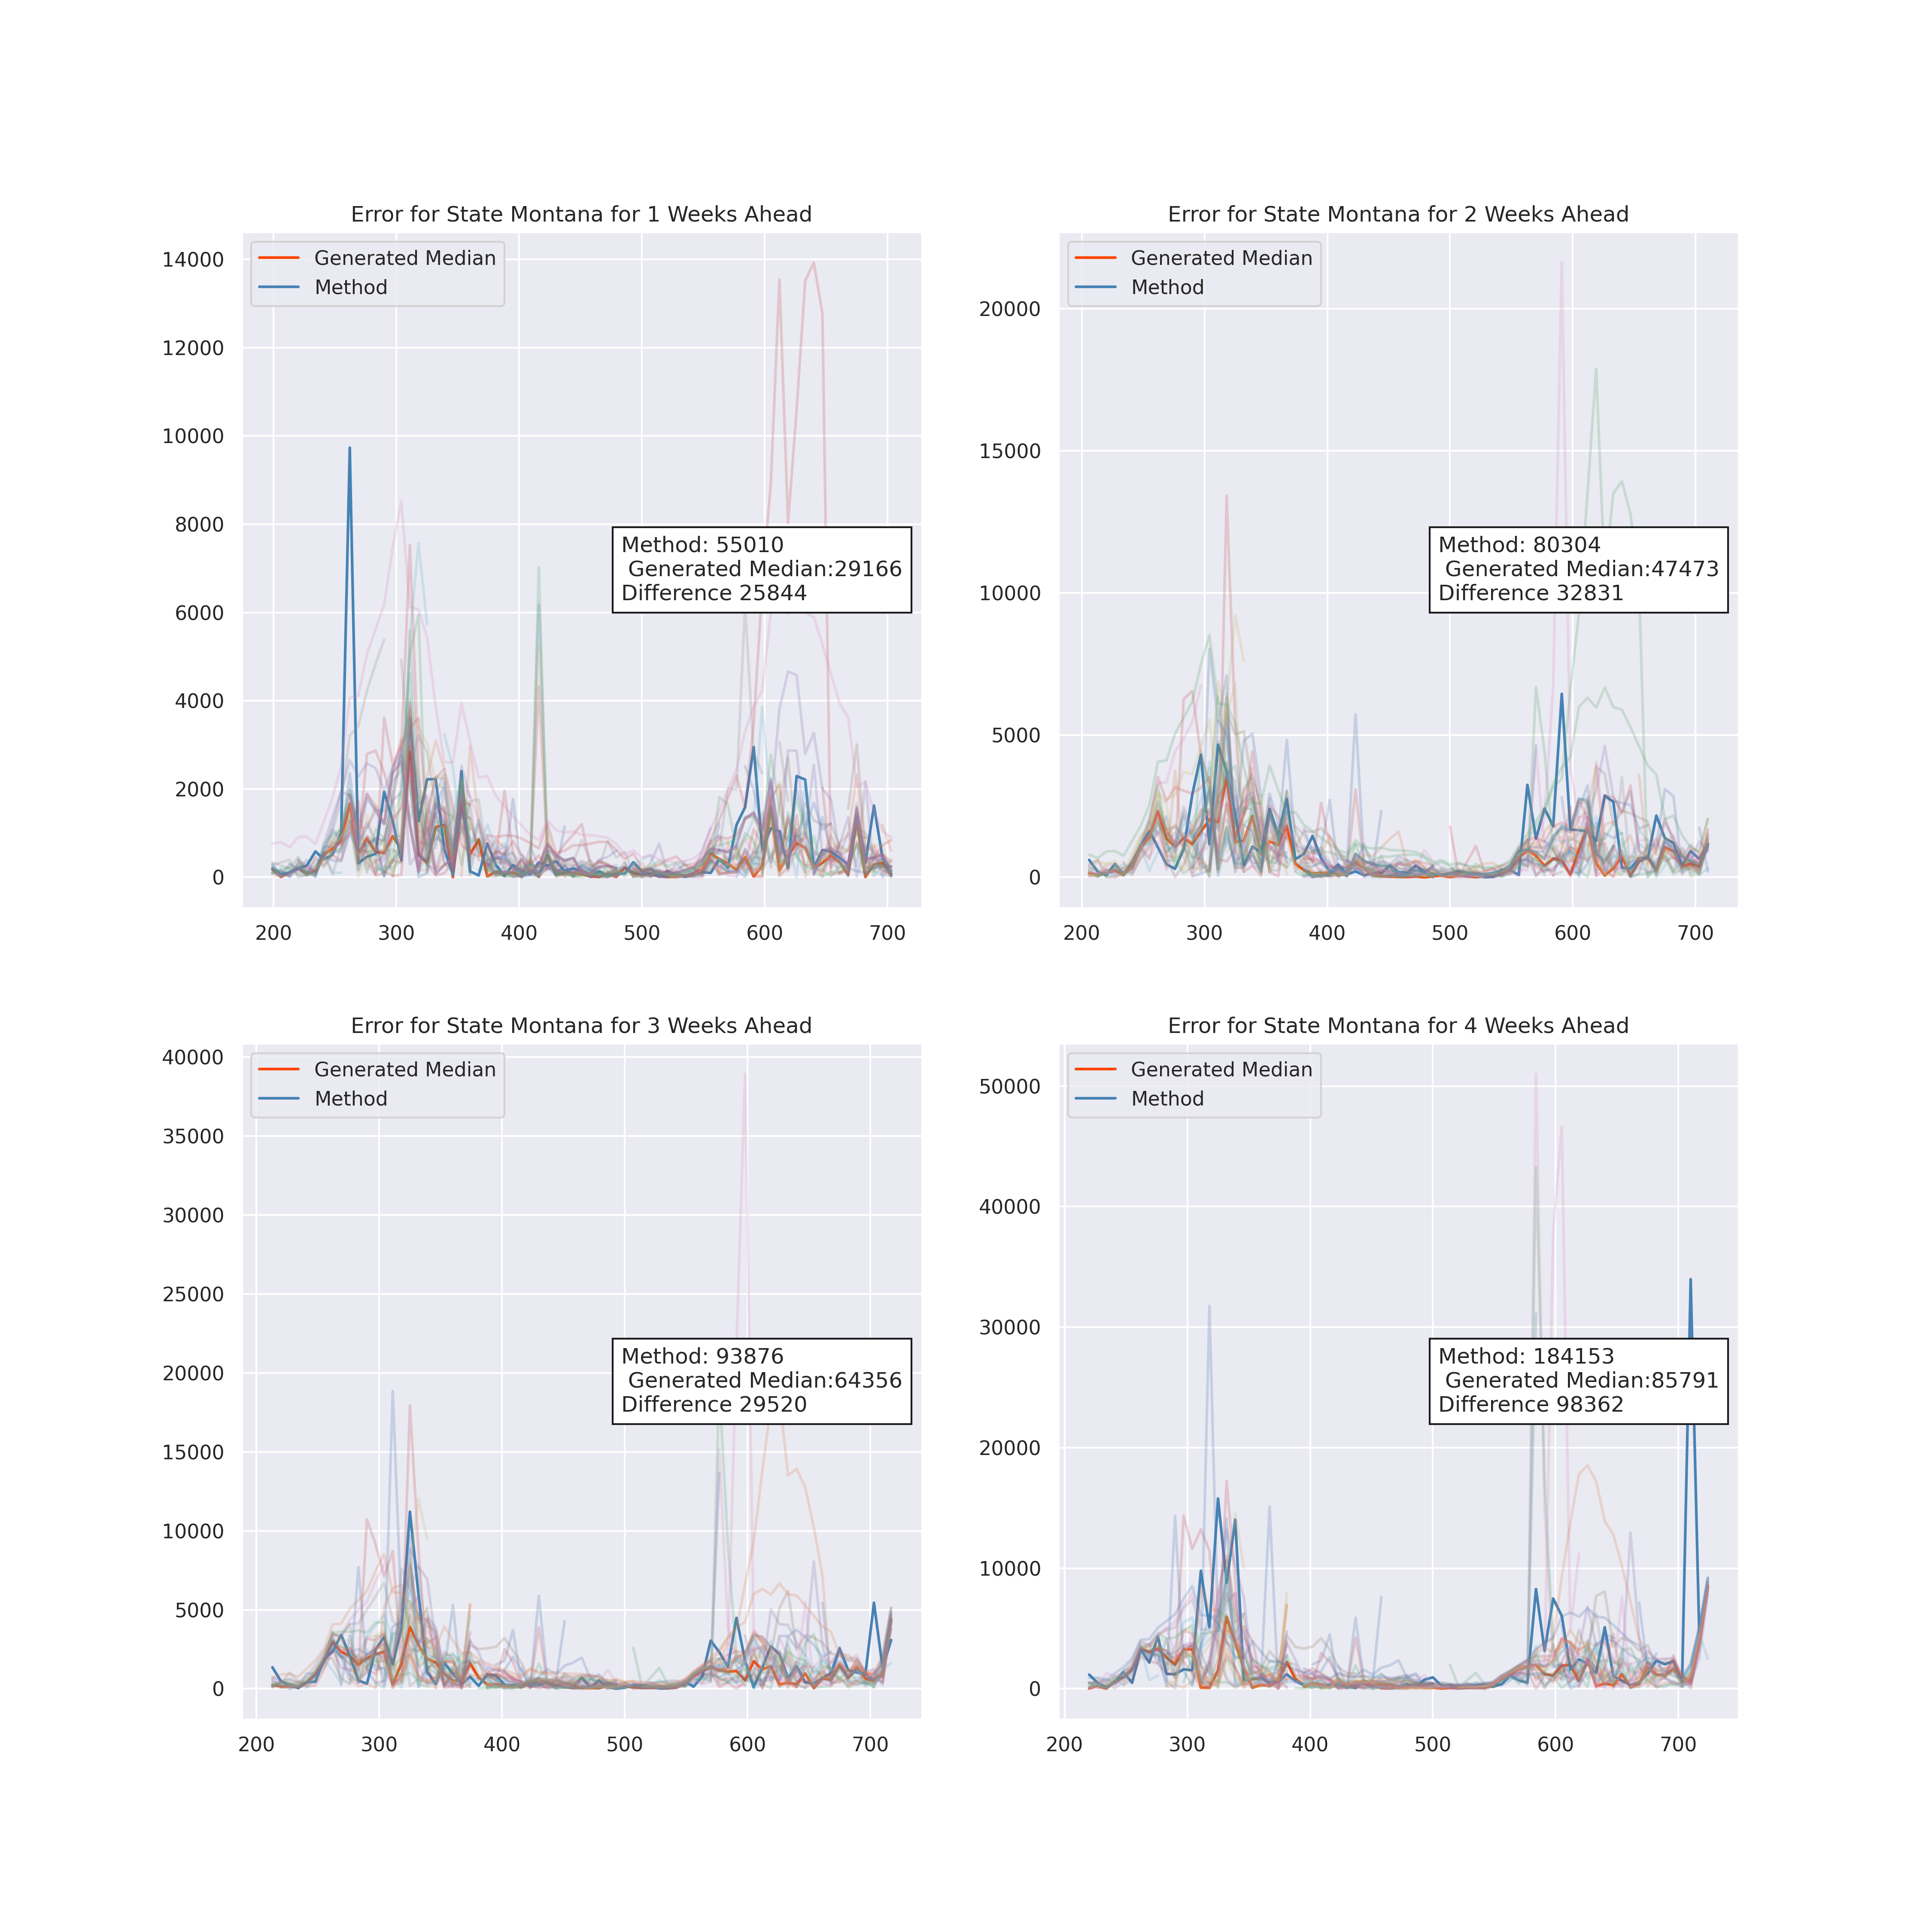 Error for State Montana for 1 Weeks Ahead
Generated Median
Method
14000
12000
10000
8000
6000
4000
2000
0
Method: 55010
Generated Median:29166
Difference 25844
200 300 400 500 600 700
Error for State Montana for 2 Weeks Ahead
Generated Median
Method
20000
15000
10000
5000
0
Method: 80304
Generated Median:47473
Difference 32831
200 300 400 500 600 700
Error for State Montana for 3 Weeks Ahead
Generated Median
Method
40000
35000
30000
25000
20000
15000
10000
5000
0
Method: 93876
Generated Median:64356
Difference 29520
200 300 400 500 600 700
Error for State Montana for 4 Weeks Ahead
Generated Median
Method
50000
40000
30000
20000
10000
0
Method: 184153
Generated Median:85791
Difference 98362
200 300 400 500 600 700